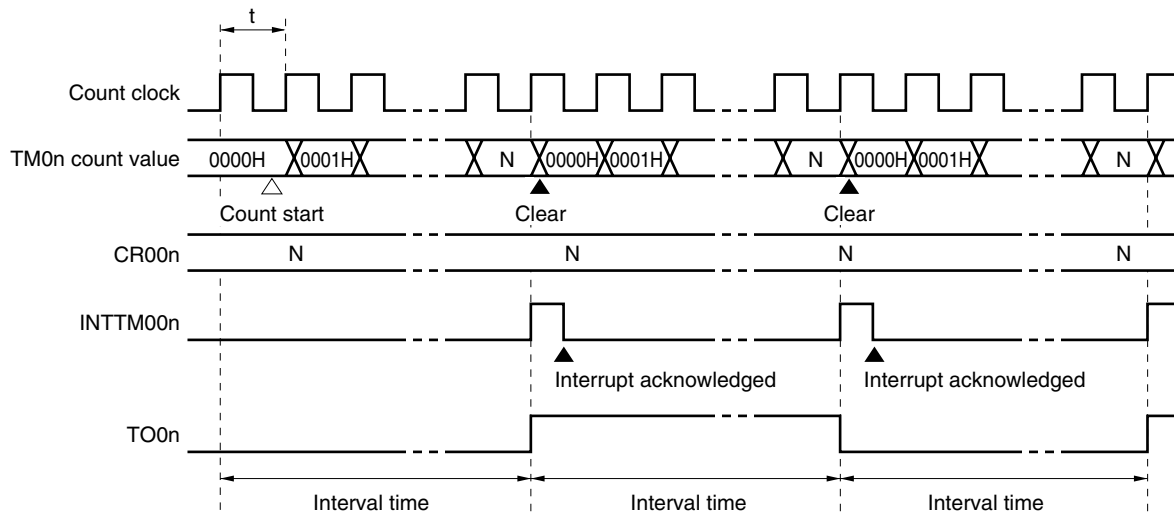 t
Count clock
TM0n count value 0000H 0001H N 0000H 0001H N 0000H 0001H N
Count start Clear Clear
CR00n N N N N
INTTM00n
Interrupt acknowledged Interrupt acknowledged
TO0n
Interval time Interval time Interval time